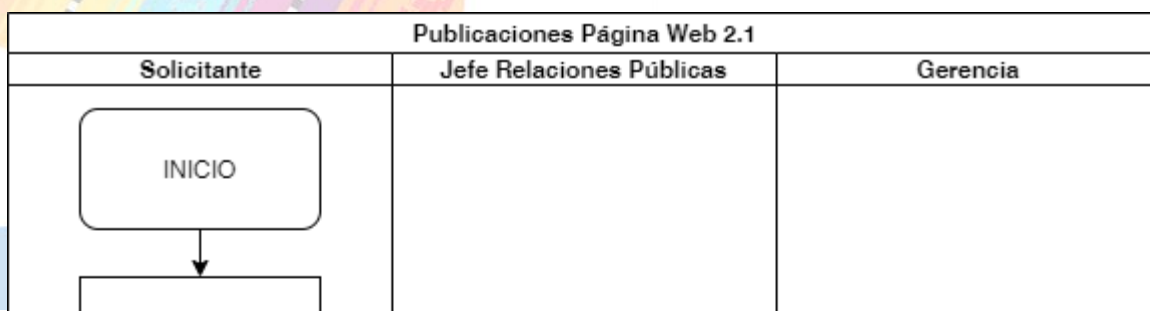 Publicaciones Página Web 2.1
Solicitante Jefe Relaciones Públicas Gerencia
INICIO